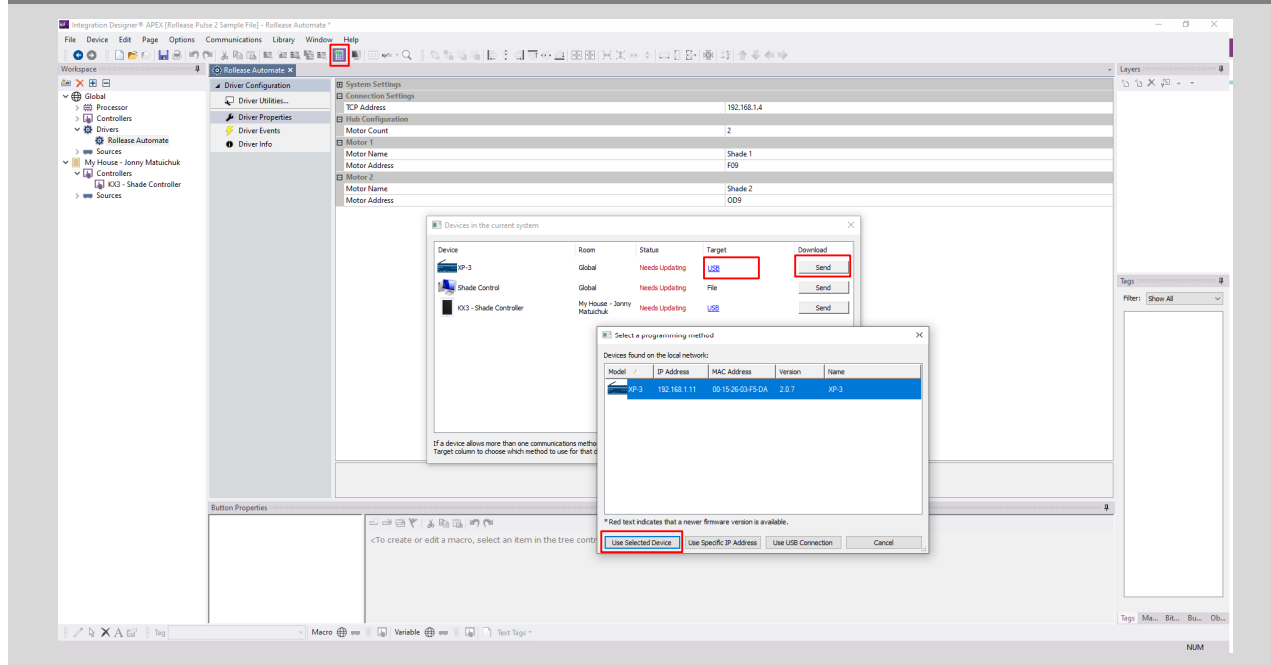 Integration Designer® APEX [Rollease Pulse 2 Sample File] - Rollease Automate *
File Device Edit Page Options Communications Library Window Help
Workspace
Rollease Automate
Layers
Global
Processor
Controllers
Drivers
Rollease Automate
Sources
My House - Jonny Matuichuk
Controllers
KX3 - Shade Controller
Sources
Driver Configuration
Driver Utilities...
Driver Properties
Driver Events
Driver Info
System Settings
Connection Settings
TCP Address 192.168.1.4
Hub Configuration
Motor Count 2
Motor 1
Motor Name Shade 1
Motor Address F09
Motor 2
Motor Name Shade 2
Motor Address OD9
Devices in the current system
Device Room Status Target Download
XP-3 Global Needs Updating USB Send
Shade Control Global Needs Updating File Send
KX3 - Shade Controller My House - Jonny Matuichuk Needs Updating USB Send
If a device allows more than one communications metho
Target column to choose which method to use for that d
Select a programming method
Devices found on the local network:
Model IP Address MAC Address Version Name
XP-3 192.168.1.11 00-15-26-03-F5-DA 2.0.7 XP-3
* Red text indicates that a newer firmware version is available.
Use Selected Device Use Specific IP Address Use USB Connection Cancel
Tags
Filter: Show All
Button Properties
<To create or edit a macro, select an item in the tree contr
Tags Ma... Bit... Bu... Ob...
Tag Macro Variable Text Tags
NUM